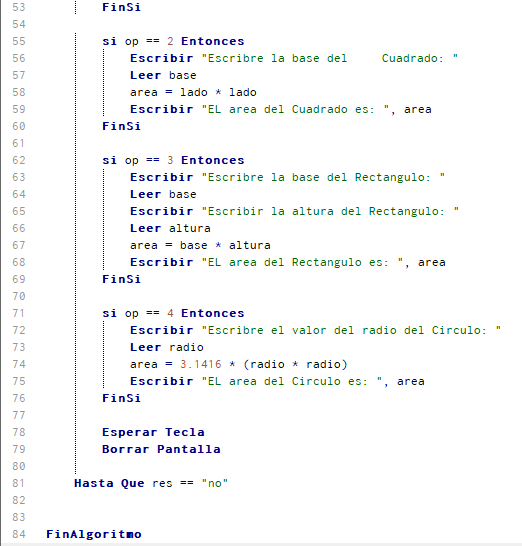 53 FinSi
54
55 si op == 2 Entonces
56 Escribir "Escribre la base del     Cuadrado: "
57 Leer base
58 area = lado * lado
59 Escribir "EL area del Cuadrado es: ", area
60 FinSi
61
62 si op == 3 Entonces
63 Escribir "Escribre la base del Rectangulo: "
64 Leer base
65 Escribir "Escribir la altura del Rectangulo: "
66 Leer altura
67 area = base * altura
68 Escribir "EL area del Rectangulo es: ", area
69 FinSi
70
71 si op == 4 Entonces
72 Escribir "Escribre el valor del radio del Circulo: "
73 Leer radio
74 area = 3.1416 * (radio * radio)
75 Escribir "EL area del Circulo es: ", area
76 FinSi
77
78 Esperar Tecla
79 Borrar Pantalla
80
81 Hasta Que res == "no"
82
83
84 FinAlgoritmo